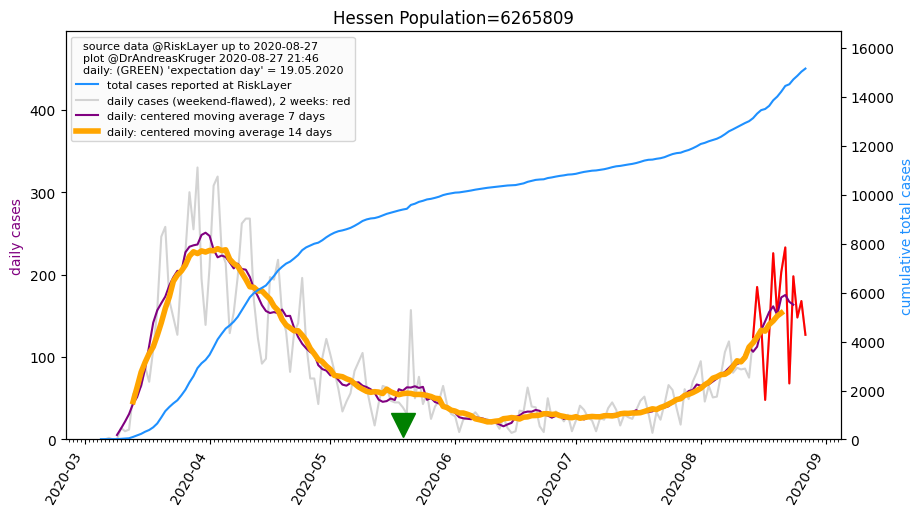 Hessen Population=6265809
source data @RiskLayer up to 2020-08-27
plot @DrAndreasKruger 2020-08-27 21:46
daily: (GREEN) 'expectation day' = 19.05.2020
total cases reported at RiskLayer
daily cases (weekend-flawed), 2 weeks: red
daily: centered moving average 7 days
daily: centered moving average 14 days
daily cases
400
300
200
100
0
16000
14000
12000
10000
8000
6000
4000
2000
0
cumulative total cases
2020-03
2020-04
2020-05
2020-06
2020-07
2020-08
2020-09